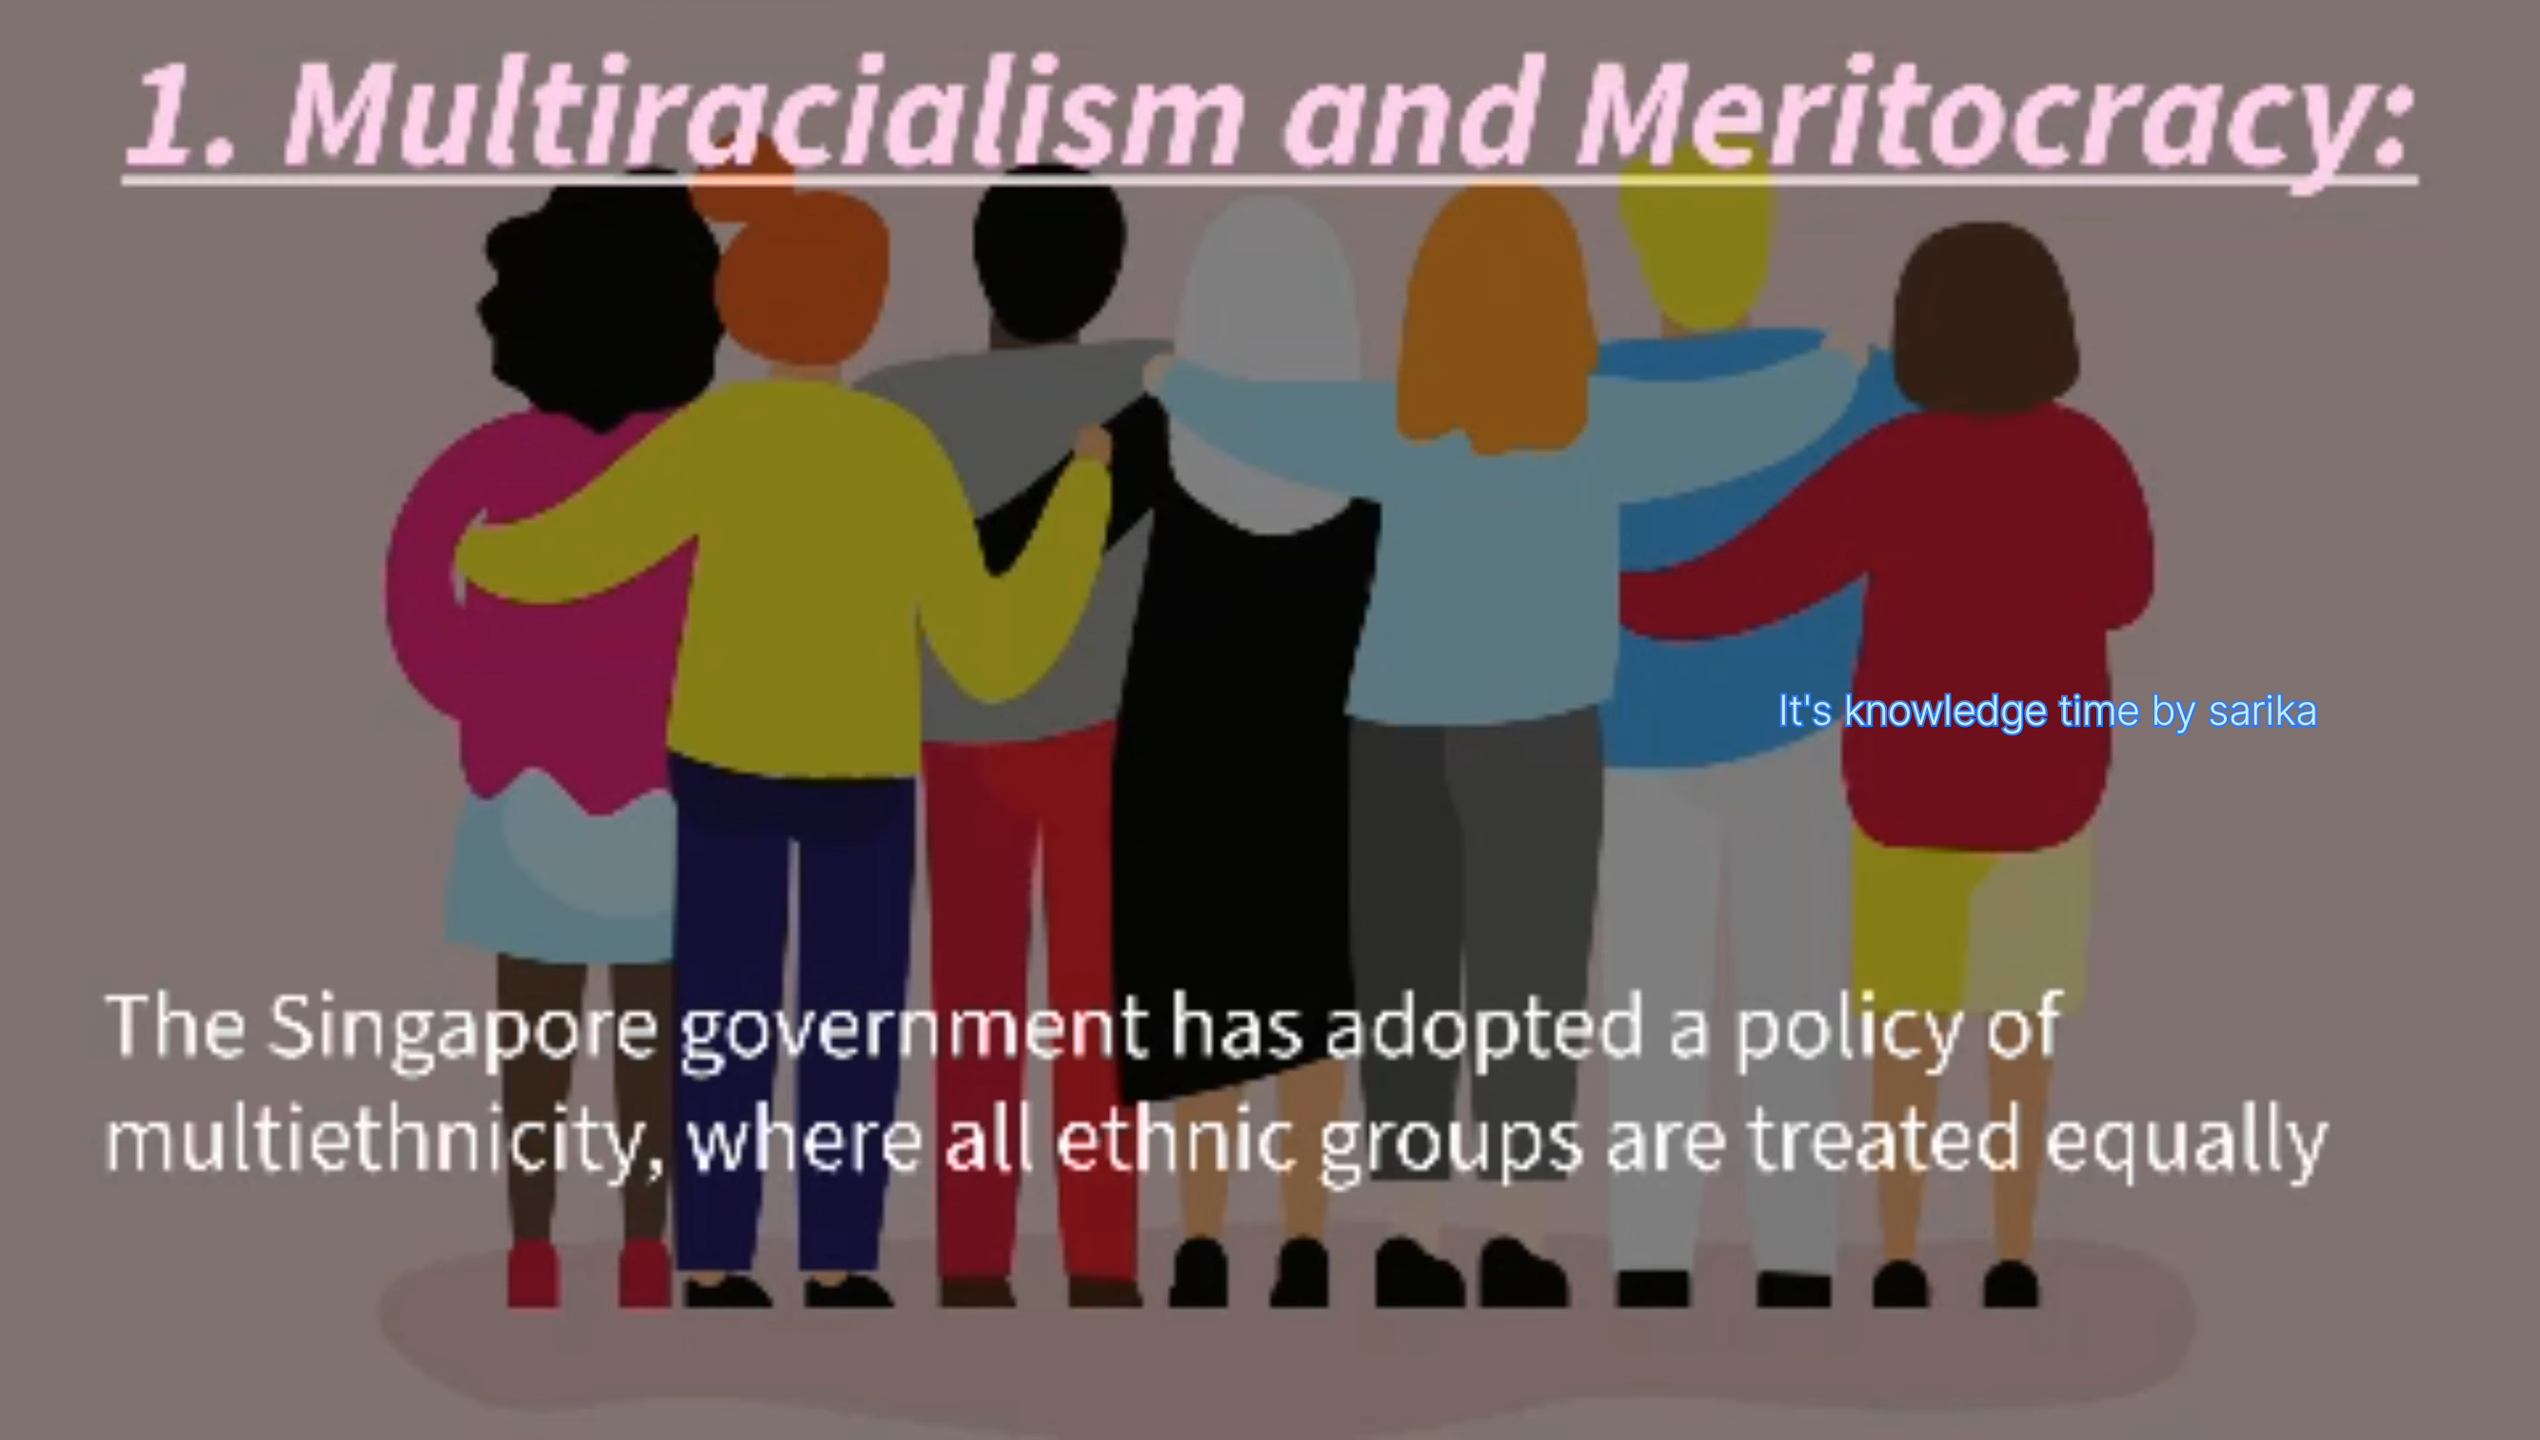 1. Multiracialism and Meritocracy:
It's knowledge time by sarika
The Singapore government has adopted a policy of
multiethnicity, where all ethnic groups are treated equally